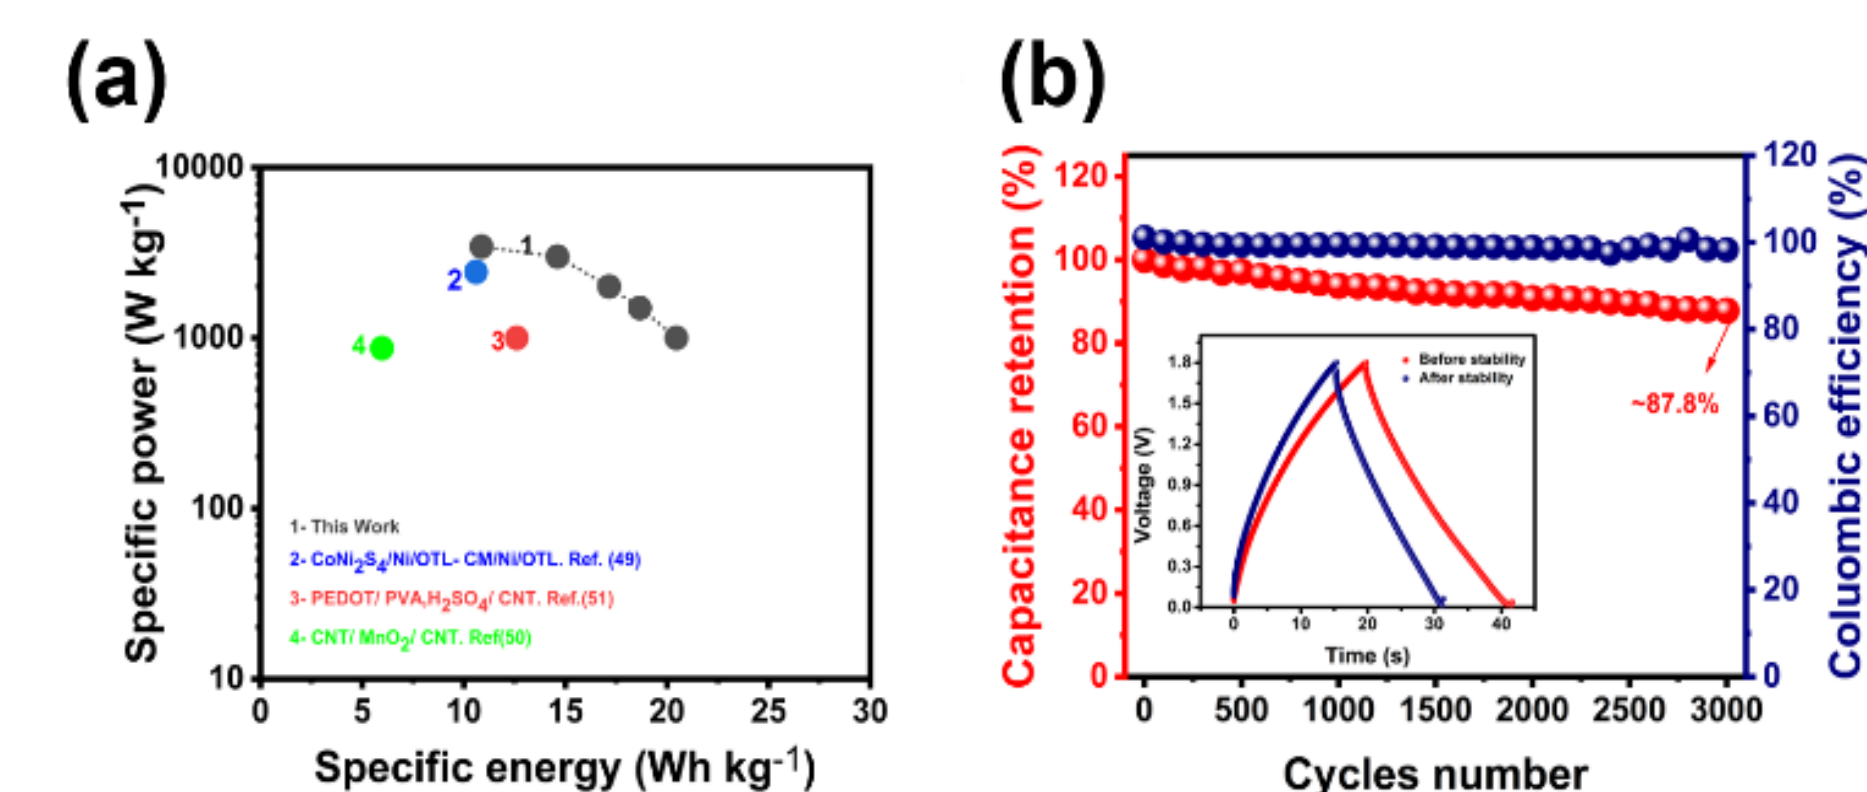 (a)
10000
1000
100
10
Specific power (W kg-1)
1
2
3
4
1- This Work
2- CoNi2S4/Ni/OTL- CM/Ni/OTL. Ref. (49)
3- PEDOT/ PVA,H2SO4/ CNT. Ref.(51)
4- CNT/ MnO2/ CNT. Ref(50)
0 5 10 15 20 25 30
Specific energy (Wh kg-1)
(b)
Capacitance retention (%)
120
100
80
60
40
20
0
120
100
80
60
40
20
0
Coluombic efficiency (%)
~87.8%
Before stability
After stability
Voltage (V)
1.8
1.5
1.2
0.9
0.6
0.3
0.0
0 10 20 30 40
Time (s)
0 500 1000 1500 2000 2500 3000
Cycles number